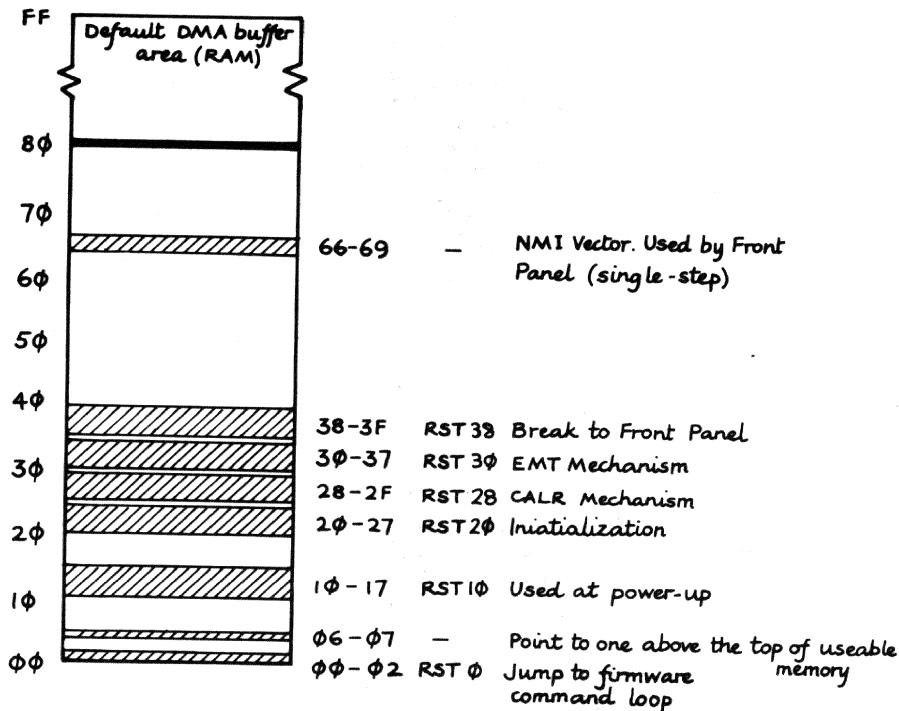 FF
Default DMA buffer
area (RAM)
8φ
7φ
66-69 - NMI Vector. Used by Front
Panel (single-step)
6φ
5φ
4φ
38-3F RST 38 Break to Front Panel
3φ
3φ-37 RST 3φ EMT Mechanism
28-2F RST 28 CALR Mechanism
2φ
2φ-27 RST 2φ Iniatialization
1φ
1φ-17 RST 1φ Used at power-up
φ6-φ7 - Point to one above the top of useable
memory
φφ
φφ-φ2 RST φ Jump to firmware
command loop